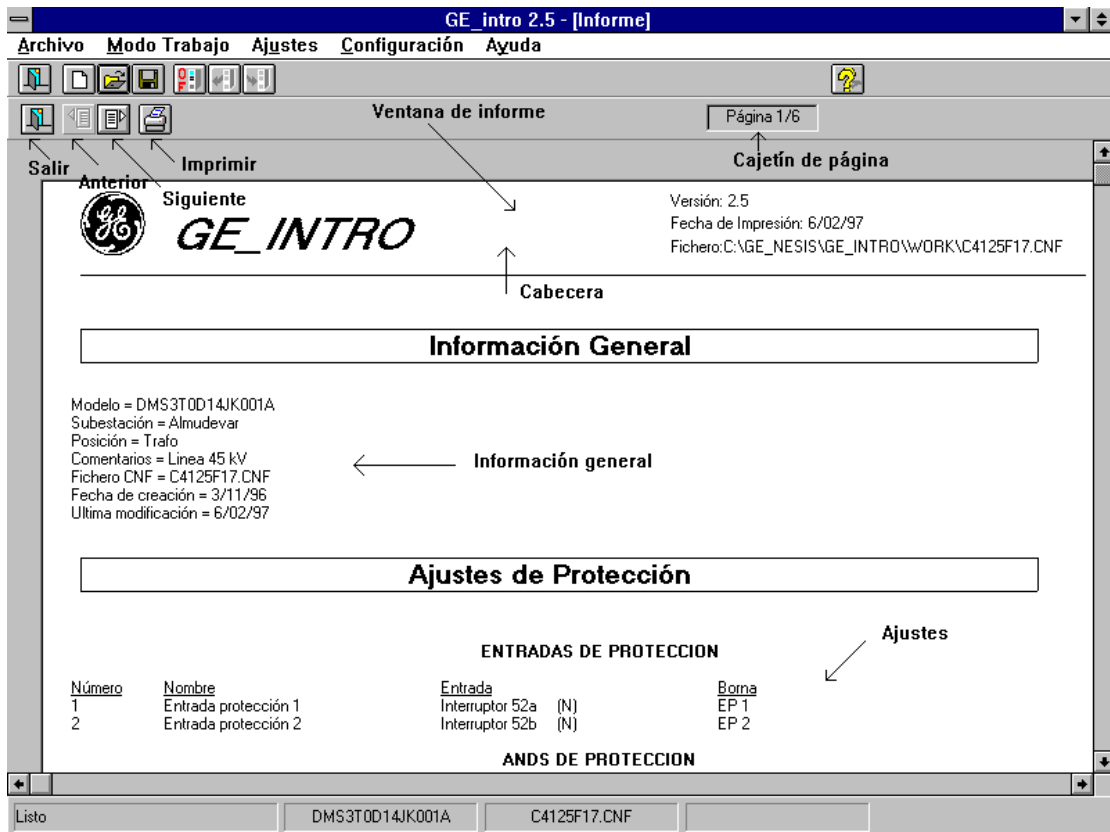 GE_intro 2.5 - [Informe]
Archivo Modo Trabajo Ajustes Configuración Ayuda
Ventana de informe
Página 1/6
Salir
Anterior
Siguiente
Imprimir
Cajetín de página
GE_INTRO
Versión: 2.5
Fecha de Impresión: 6/02/97
Fichero:C:\GE_NESIS\GE_INTRO\WORK\C4125F17.CNF
Cabecera
Información General
Modelo = DMS3T0D14JK001A
Subestación = Almudevar
Posición = Trafo
Comentarios = Linea 45 kV
Fichero CNF = C4125F17.CNF
Fecha de creación = 3/11/96
Ultima modificación = 6/02/97
Información general
Ajustes de Protección
Ajustes
ENTRADAS DE PROTECCION
Número Nombre Entrada Borna
1 Entrada protección 1 Interruptor 52a (N) EP 1
2 Entrada protección 2 Interruptor 52b (N) EP 2
ANDS DE PROTECCION
Listo DMS3T0D14JK001A C4125F17.CNF